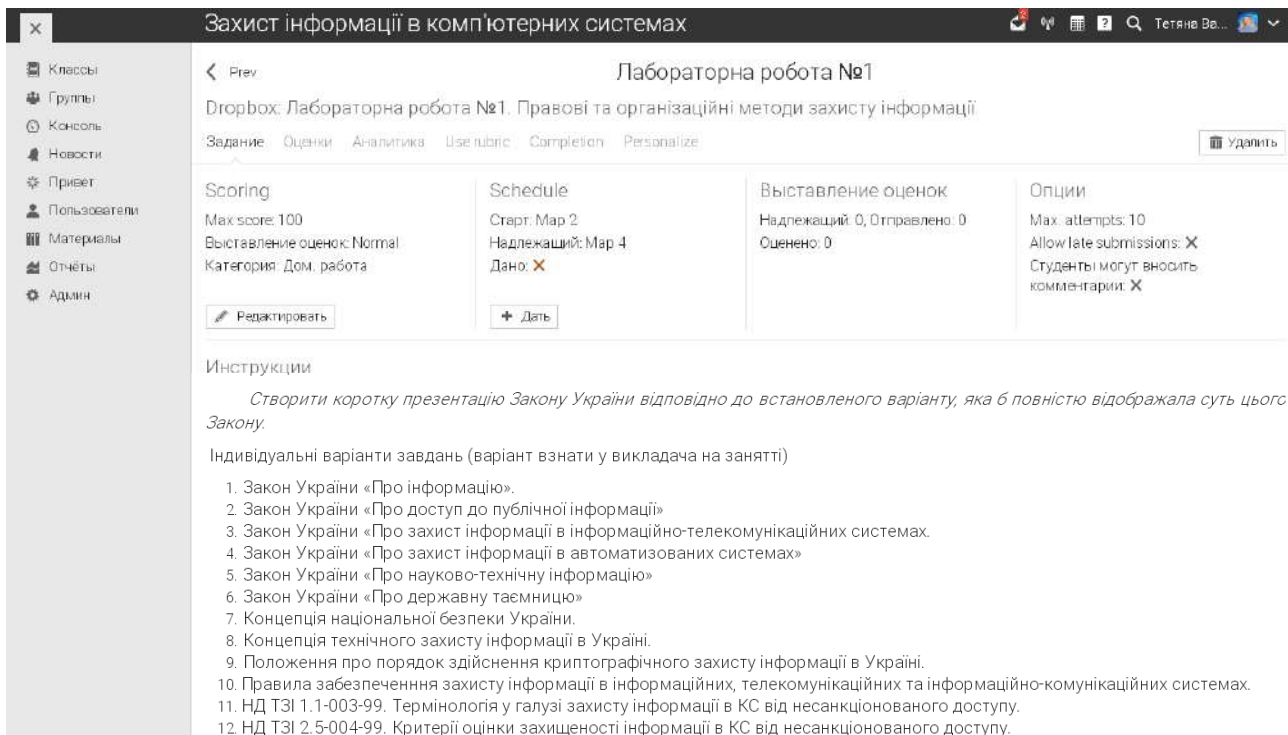 Захист інформації в комп'ютерних системах
Тетяна Ва...
Классы
Группы
Консоль
Новости
Привет
Пользователи
Материалы
Отчёты
Админ
Prev
Лабораторна робота №1
Dropbox: Лабораторна робота №1. Правові та організаційні методи захисту інформації
Задание Оценки Аналитика Use rubric Completion Personalize
Удалить
Scoring
Max score: 100
Выставление оценок: Normal
Категория: Дом. работа
Редактировать
Schedule
Старт: Мар 2
Надлежащий: Мар 4
Дано: X
+ Дать
Выставление оценок
Надлежащий: 0, Отправлено: 0
Оценено: 0
Опции
Max. attempts: 10
Allow late submissions: X
Студенты могут вносить
комментарии: X
Инструкции
Створити коротку презентацію Закону України відповідно до встановленого варіанту, яка б повністю відображала суть цього
Закону.
Індивідуальні варіанти завдань (варіант взнати у викладача на занятті)
1. Закон України «Про інформацію».
2. Закон України «Про доступ до публічної інформації»
3. Закон України «Про захист інформації в інформаційно-телекомунікаційних системах.
4. Закон України «Про захист інформації в автоматизованих системах»
5. Закон України «Про науково-технічну інформацію»
6. Закон України «Про державну таємницю»
7. Концепція національної безпеки України.
8. Концепція технічного захисту інформації в Україні.
9. Положення про порядок здійснення криптографічного захисту інформації в Україні.
10. Правила забезпеченння захисту інформації в інформаційних, телекомунікаційних та інформаційно-комунікаційних системах.
11. НД ТЗІ 1.1-003-99. Термінологія у галузі захисту інформації в КС від несанкціонованого доступу.
12. НД ТЗІ 2.5-004-99. Критерії оцінки захищеності інформації в КС від несанкціонованого доступу.